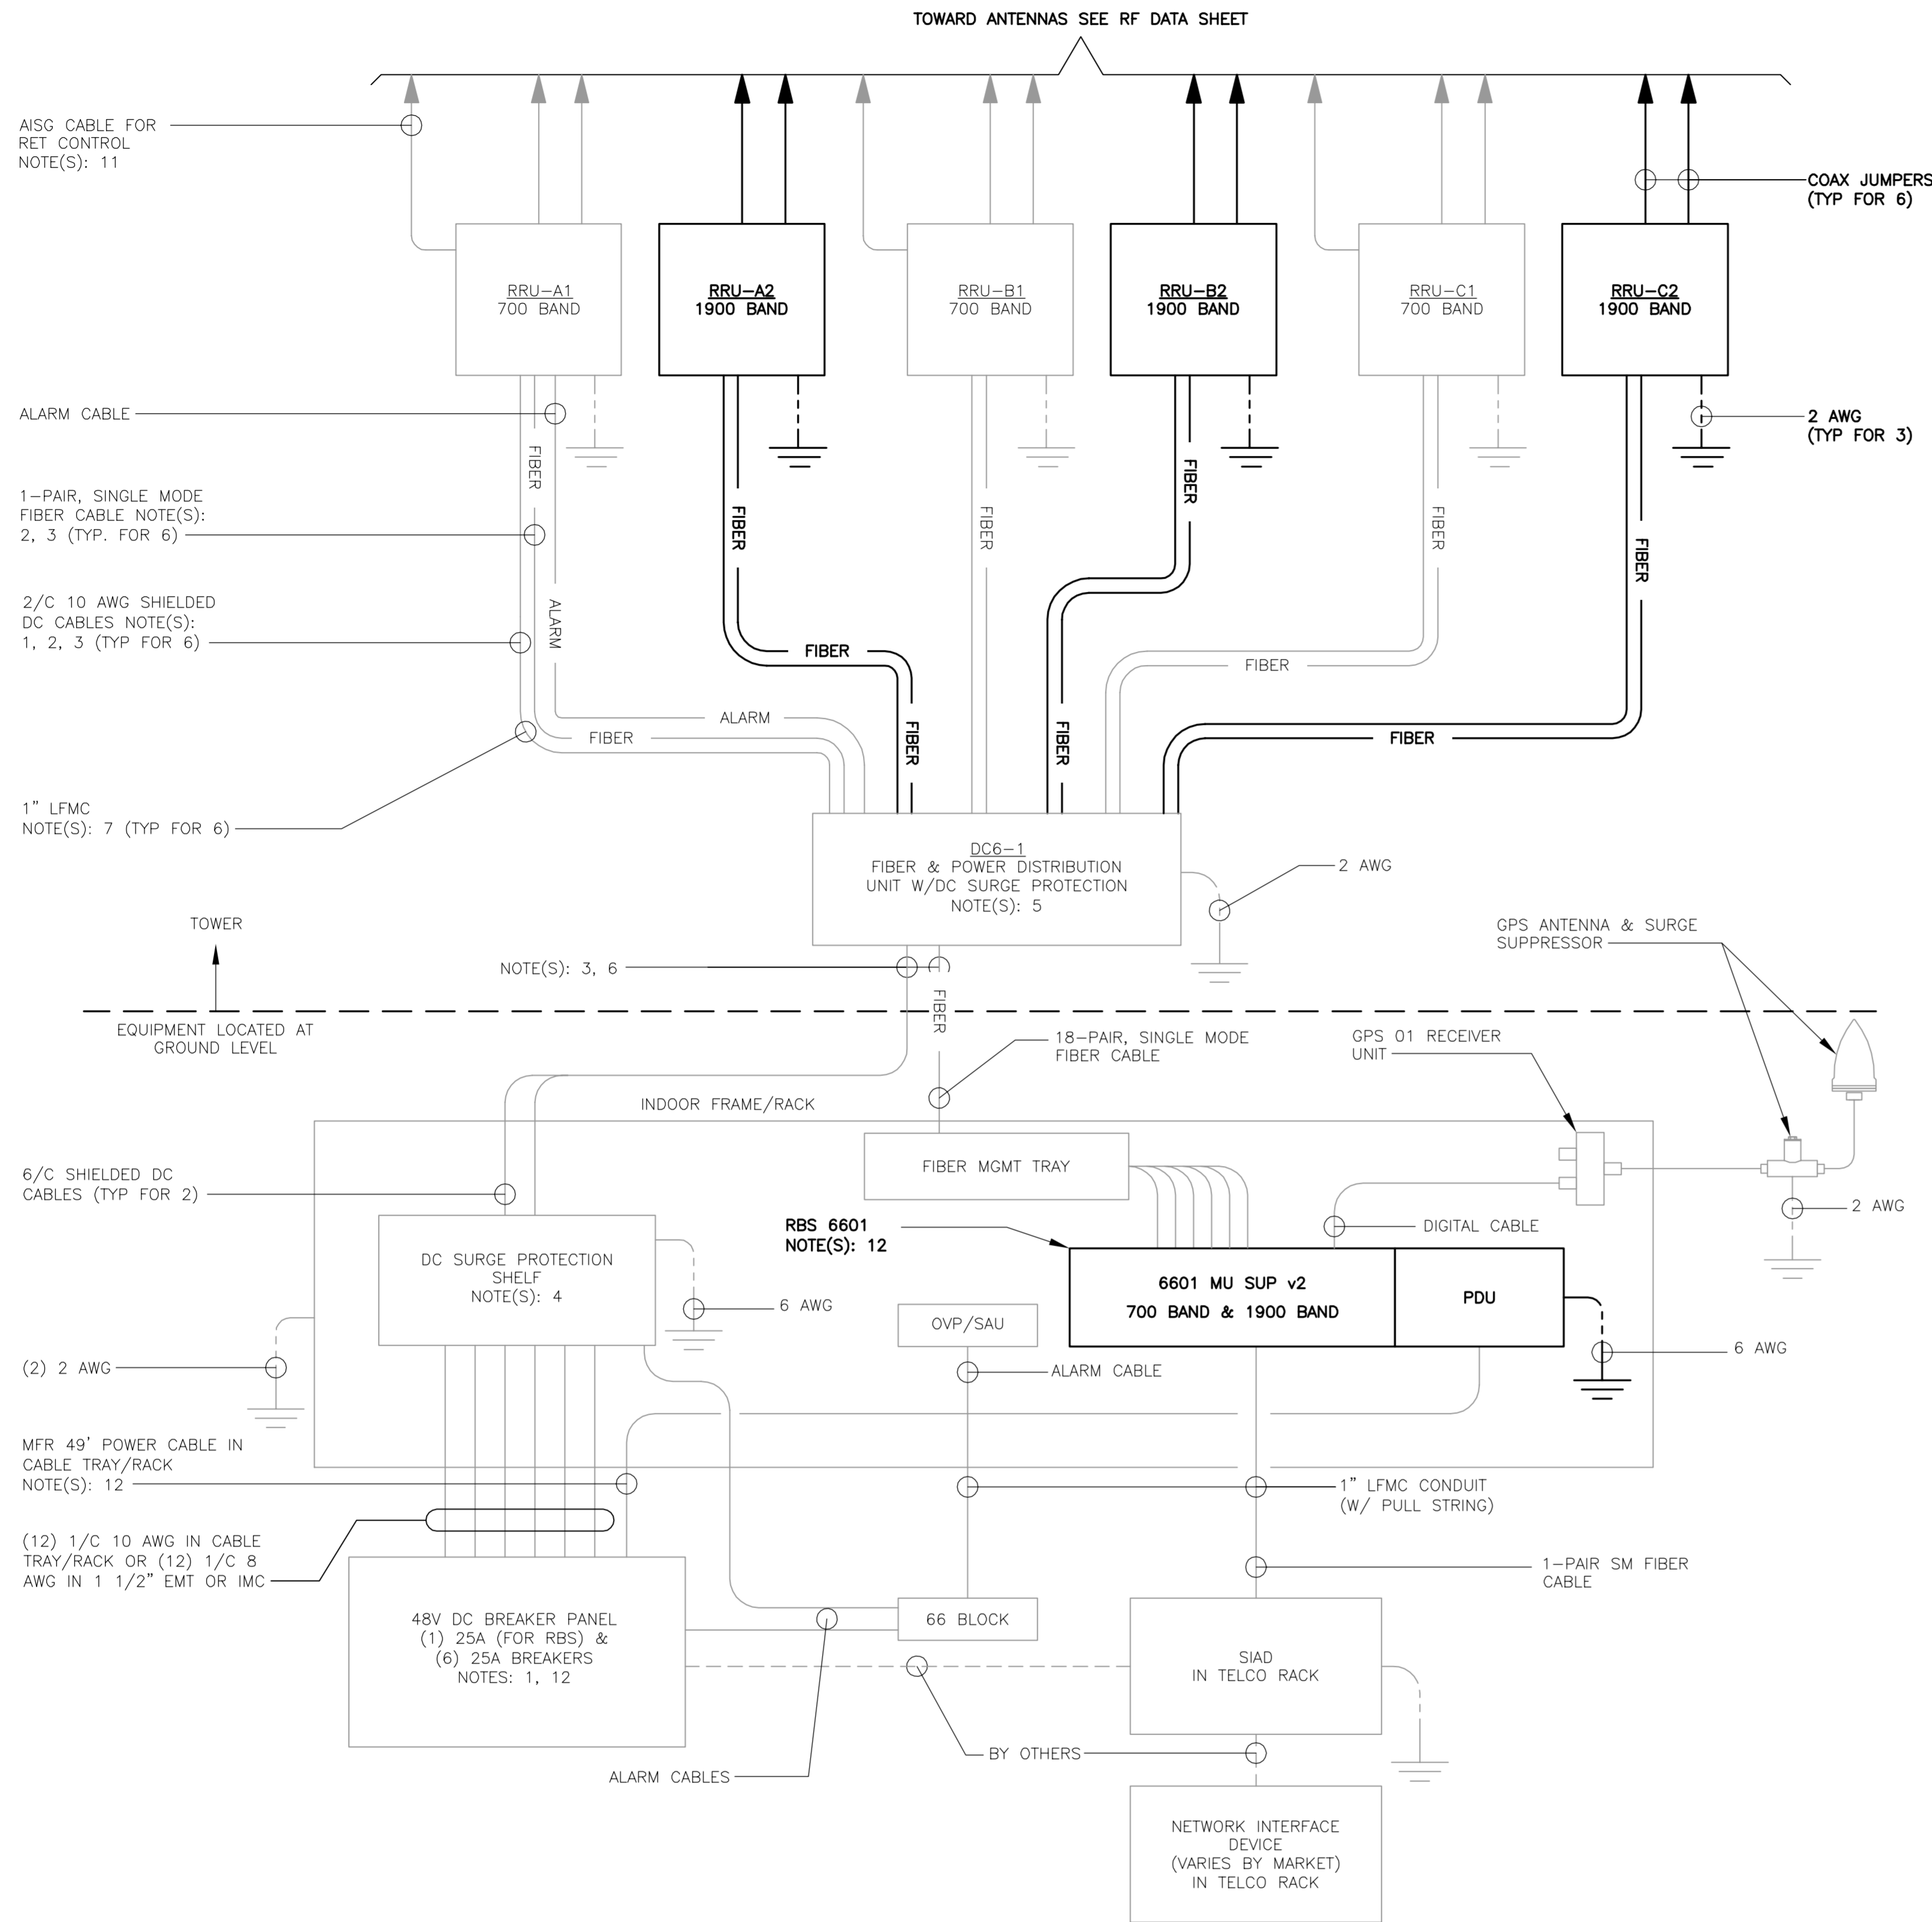 TOWARD ANTENNAS SEE RF DATA SHEET
AISG CABLE FOR
RET CONTROL
NOTE(S): 11
COAX JUMPERS
(TYP FOR 6)
RRU-A1
700 BAND
RRU-A2
1900 BAND
RRU-B1
700 BAND
RRU-B2
1900 BAND
RRU-C1
700 BAND
RRU-C2
1900 BAND
ALARM CABLE
2 AWG
(TYP FOR 3)
FIBER
FIBER
FIBER
FIBER
FIBER
FIBER
1-PAIR, SINGLE MODE
FIBER CABLE NOTE(S):
2, 3 (TYP. FOR 6)
2/C 10 AWG SHIELDED
DC CABLES NOTE(S):
1, 2, 3 (TYP FOR 6)
ALARM
FIBER
FIBER
ALARM
FIBER
FIBER
FIBER
FIBER
1" LFMC
NOTE(S): 7 (TYP FOR 6)
DC6-1
FIBER & POWER DISTRIBUTION
UNIT W/DC SURGE PROTECTION
NOTE(S): 5
2 AWG
TOWER
NOTE(S): 3, 6
GPS ANTENNA & SURGE
SUPPRESSOR
FIBER
EQUIPMENT LOCATED AT
GROUND LEVEL
18-PAIR, SINGLE MODE
FIBER CABLE
GPS 01 RECEIVER
UNIT
INDOOR FRAME/RACK
FIBER MGMT TRAY
6/C SHIELDED DC
CABLES (TYP FOR 2)
RBS 6601
NOTE(S): 12
DIGITAL CABLE
2 AWG
DC SURGE PROTECTION
SHELF
NOTE(S): 4
6 AWG
6601 MU SUP v2
700 BAND & 1900 BAND
PDU
OVP/SAU
6 AWG
(2) 2 AWG
ALARM CABLE
MFR 49' POWER CABLE IN
CABLE TRAY/RACK
NOTE(S): 12
1" LFMC CONDUIT
(W/ PULL STRING)
(12) 1/C 10 AWG IN CABLE
TRAY/RACK OR (12) 1/C 8
AWG IN 1 1/2" EMT OR IMC
1-PAIR SM FIBER
CABLE
48V DC BREAKER PANEL
(1) 25A (FOR RBS) &
(6) 25A BREAKERS
NOTES: 1, 12
66 BLOCK
SIAD
IN TELCO RACK
BY OTHERS
ALARM CABLES
NETWORK INTERFACE
DEVICE
(VARIES BY MARKET)
IN TELCO RACK